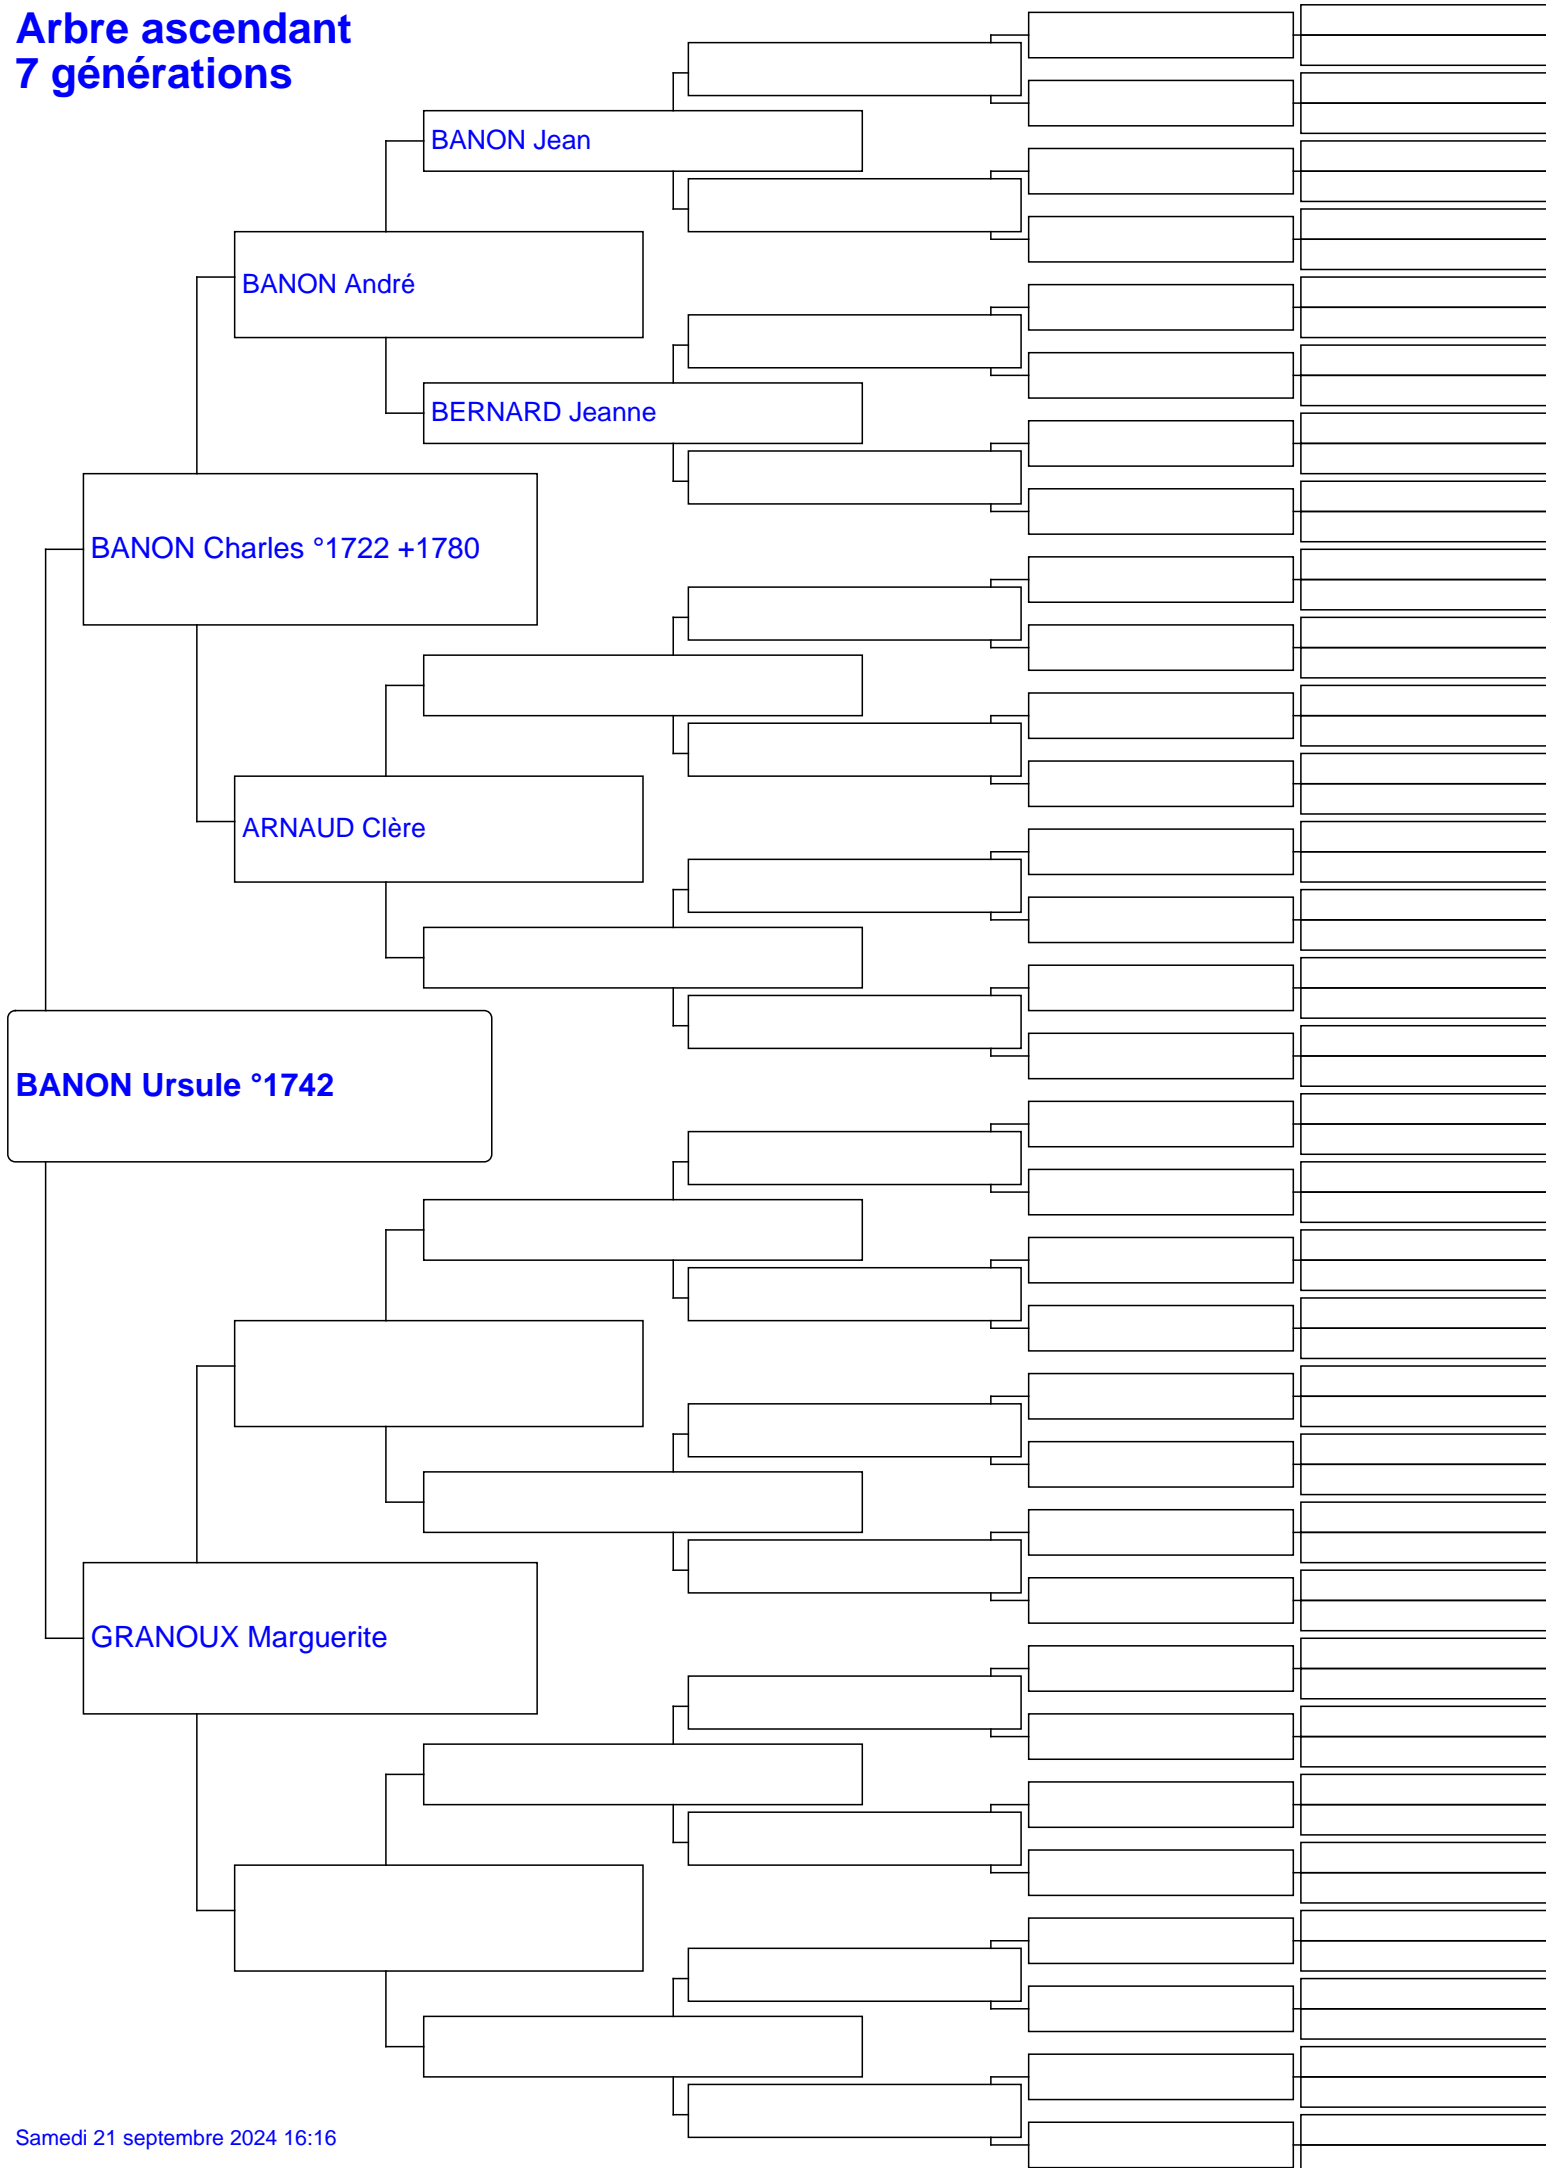 Arbre ascendant
7 générations
BANON Jean
BANON André
BERNARD Jeanne
BANON Charles °1722 +1780
ARNAUD Clère
BANON Ursule °1742
GRANOUX Marguerite
Samedi 21 septembre 2024 16:16